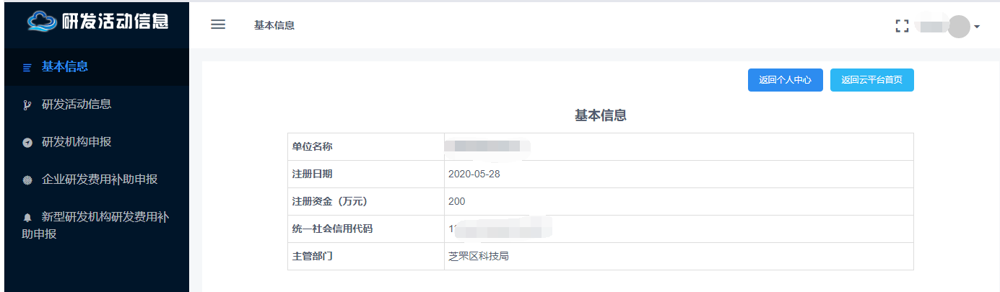 研发活动信息
基本信息
基本信息
研发活动信息
研发机构申报
企业研发费用补助申报
新型研发机构研发费用补
助申报
返回个人中心
返回云平台首页
基本信息
单位名称
注册日期
2020-05-28
注册资金（万元）
200
统一社会信用代码
主管部门
芝罘区科技局